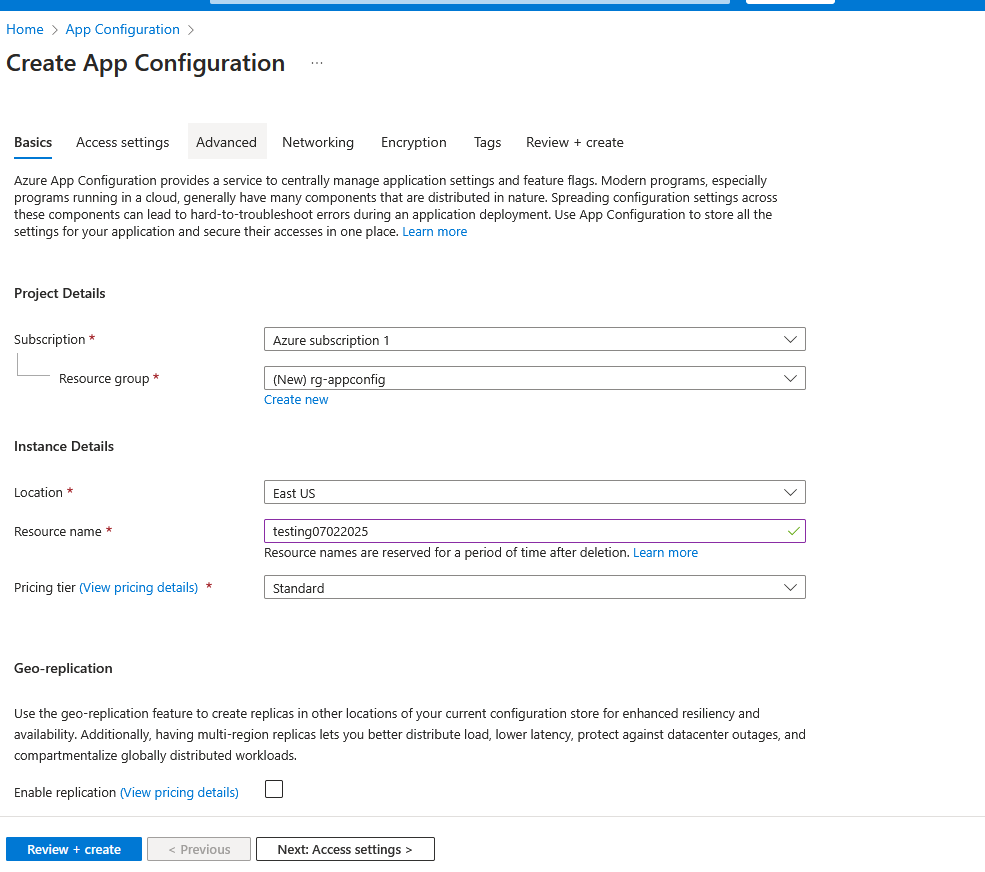 Home > App Configuration >
Create App Configuration ...
Basics Access settings Advanced Networking Encryption Tags Review + create
Azure App Configuration provides a service to centrally manage application settings and feature flags. Modern programs, especially
programs running in a cloud, generally have many components that are distributed in nature. Spreading configuration settings across
these components can lead to hard-to-troubleshoot errors during an application deployment. Use App Configuration to store all the
settings for your application and secure their accesses in one place. Learn more
Project Details
Subscription * Azure subscription 1
Resource group * (New) rg-appconfig
Create new
Instance Details
Location * East US
Resource name * testing07022025
Resource names are reserved for a period of time after deletion. Learn more
Pricing tier (View pricing details) * Standard
Geo-replication
Use the geo-replication feature to create replicas in other locations of your current configuration store for enhanced resiliency and
availability. Additionally, having multi-region replicas lets you better distribute load, lower latency, protect against datacenter outages, and
compartmentalize globally distributed workloads.
Enable replication (View pricing details)
Review + create < Previous Next: Access settings >